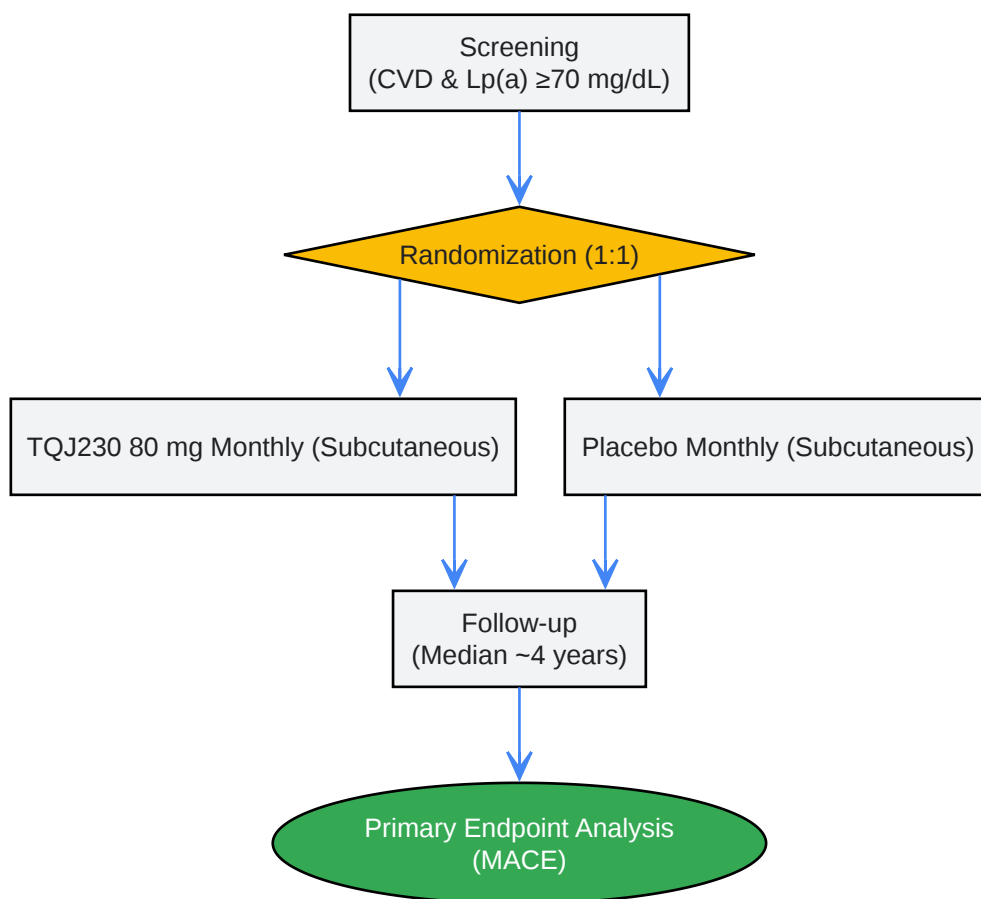 Screening
(CVD & Lp(a) ≥70 mg/dL)
Randomization (1:1)
TQJ230 80 mg Monthly (Subcutaneous)
Placebo Monthly (Subcutaneous)
Follow-up
(Median ~4 years)
Primary Endpoint Analysis
(MACE)